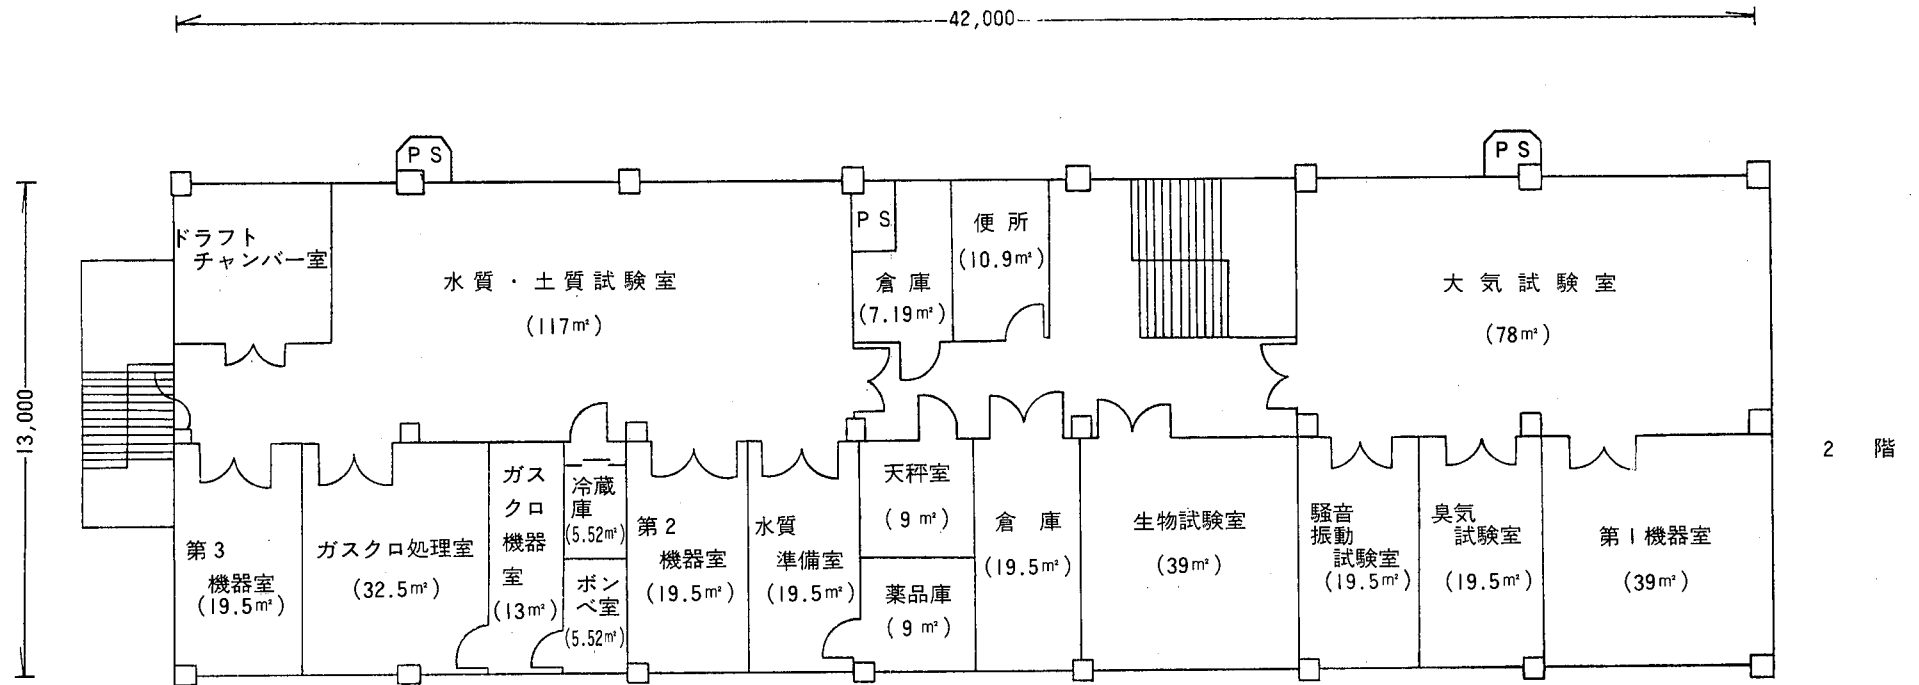 42,000
PS
PS
13,000
ドラフト
チャンバー室
水質・土質試験室
(117㎡)
PS
倉庫
(7.19㎡)
便所
(10.9㎡)
大気試験室
(78㎡)
2階
第3
機器室
(19.5㎡)
ガスクロ処理室
(32.5㎡)
ガス
クロ
機器
室
(13㎡)
冷蔵
庫
(5.52㎡)
ボン
ベ室
(5.52㎡)
第2
機器室
(19.5㎡)
水質
準備室
(19.5㎡)
天秤室
(9㎡)
薬品庫
(9㎡)
倉庫
(19.5㎡)
生物試験室
(39㎡)
騒音
振動
試験室
(19.5㎡)
臭気
試験室
(19.5㎡)
第1機器室
(39㎡)